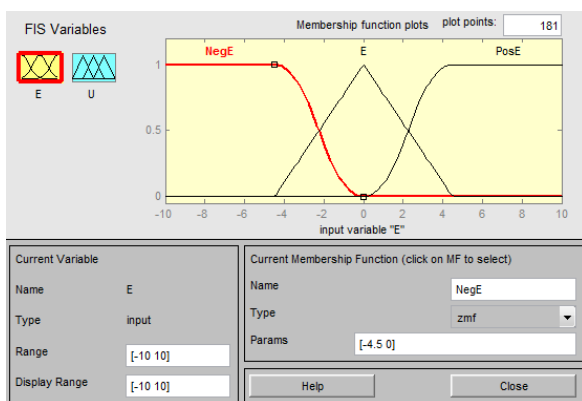 FIS Variables
E
U
Membership function plots
plot points:
181
NegE
E
PosE
1
0.5
0
-10 -8 -6 -4 -2 0 2 4 6 8 10
input variable "E"
Current Variable
Name E
Type input
Range [-10 10]
Display Range [-10 10]
Current Membership Function (click on MF to select)
Name NegE
Type zmf
Params [-4.5 0]
Help
Close